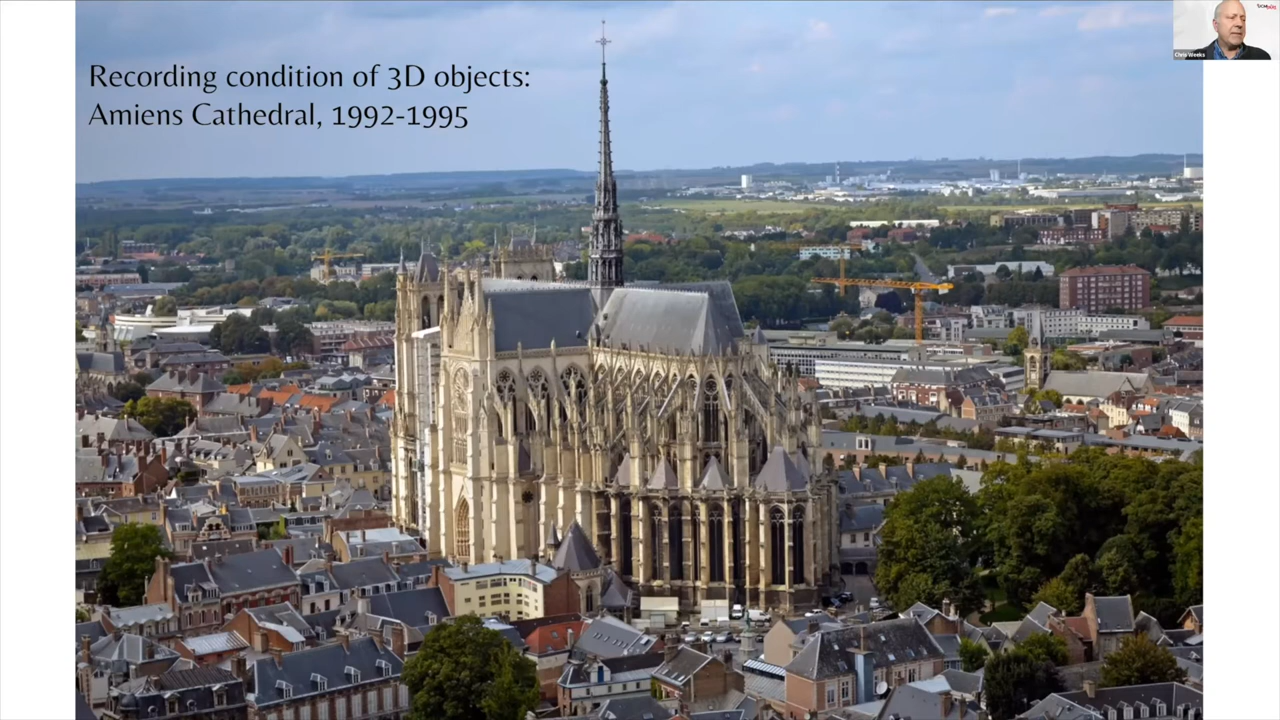 Recording condition of 3D objects:
Amiens Cathedral, 1992-1995
Chris Weeks